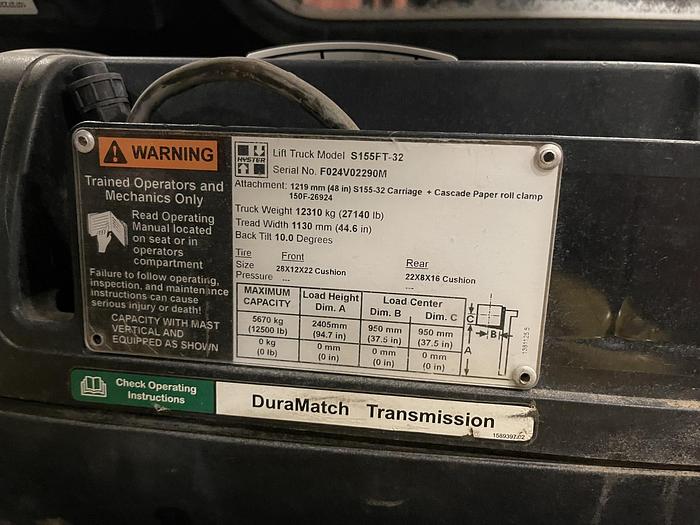 WARNING
Trained Operators and
Mechanics Only
Read Operating
Manual located
on seat or in
operators
compartment
Failure to follow operating,
inspection, and maintenance
instructions can cause
serious injury or death!
CAPACITY WITH MAST
VERTICAL AND
EQUIPPED AS SHOWN
HYSTER
Lift Truck Model S155FT-32
Serial No. F024V02290M
Attachment: 1219 mm (48 in) S155-32 Carriage + Cascade Paper roll clamp
150F-26924
Truck Weight 12310 kg (27140 lb)
Tread Width 1130 mm (44.6 in)
Back Tilt 10.0 Degrees
Tire Front Rear
Size 28X12X22 Cushion 22X8X16 Cushion
Pressure --- ---
MAXIMUM CAPACITY Load Height Dim. A Load Center Dim. B Dim. C
5670 kg 2405mm 950 mm 950 mm
(12500 lb) (94.7 in) (37.5 in) (37.5 in)
0 kg 0 mm 0 mm 0 mm
(0 lb) (0 in) (0 in) (0 in)
C
B
A
Check Operating
Instructions
DuraMatch Transmission
1589397/02